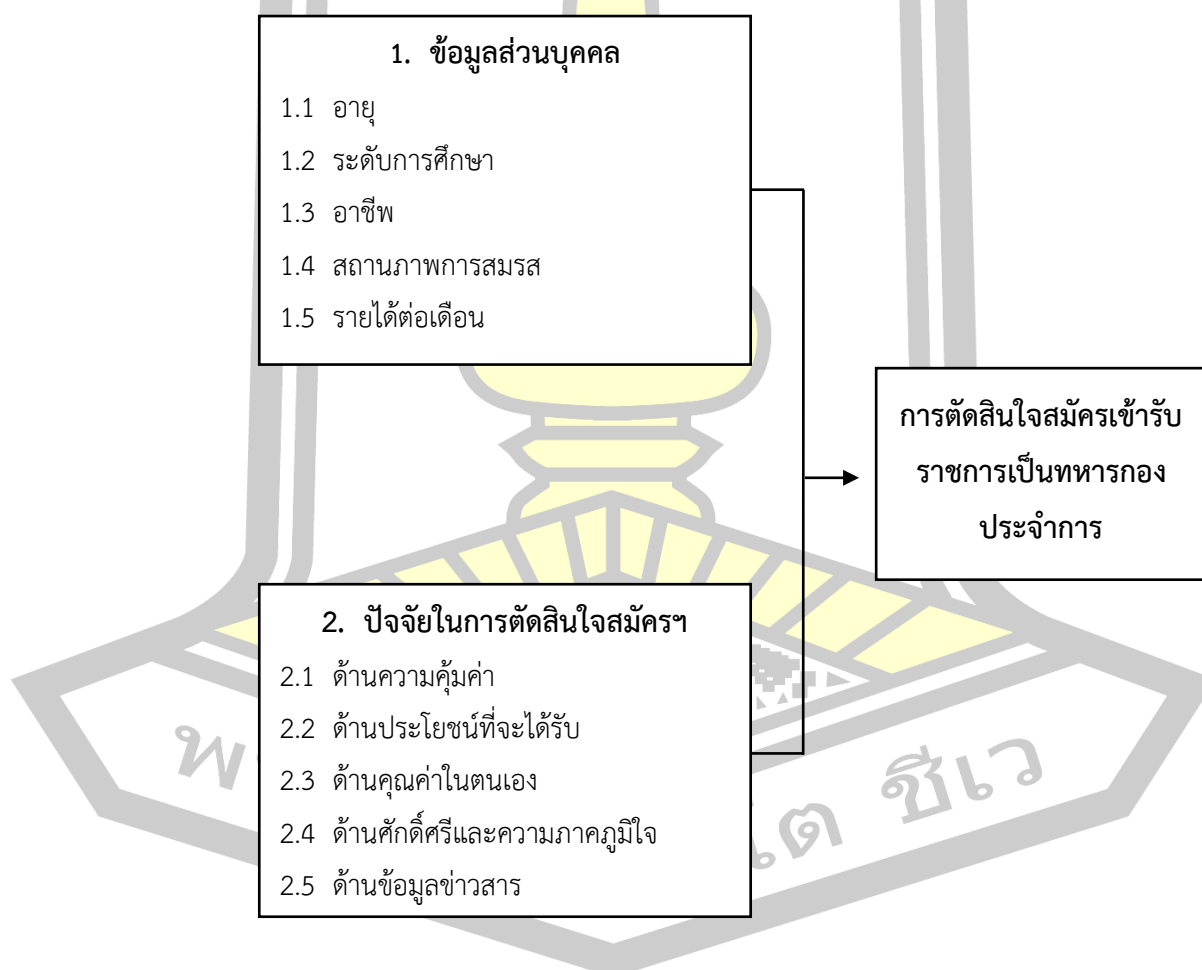 1. ข้อมูลส่วนบุคคล
1.1 อายุ
1.2 ระดับการศึกษา
1.3 อาชีพ
1.4 สถานภาพการสมรส
1.5 รายได้ต่อเดือน
การตัดสินใจสมัครเข้ารับ
ราชการเป็นทหารกอง
ประจำการ
2. ปัจจัยในการตัดสินใจสมัครฯ
2.1 ด้านความคุ้มค่า
2.2 ด้านประโยชน์ที่จะได้รับ
2.3 ด้านคุณค่าในตนเอง
2.4 ด้านศักดิ์ศรีและความภาคภูมิใจ
2.5 ด้านข้อมูลข่าวสาร
ชีเว